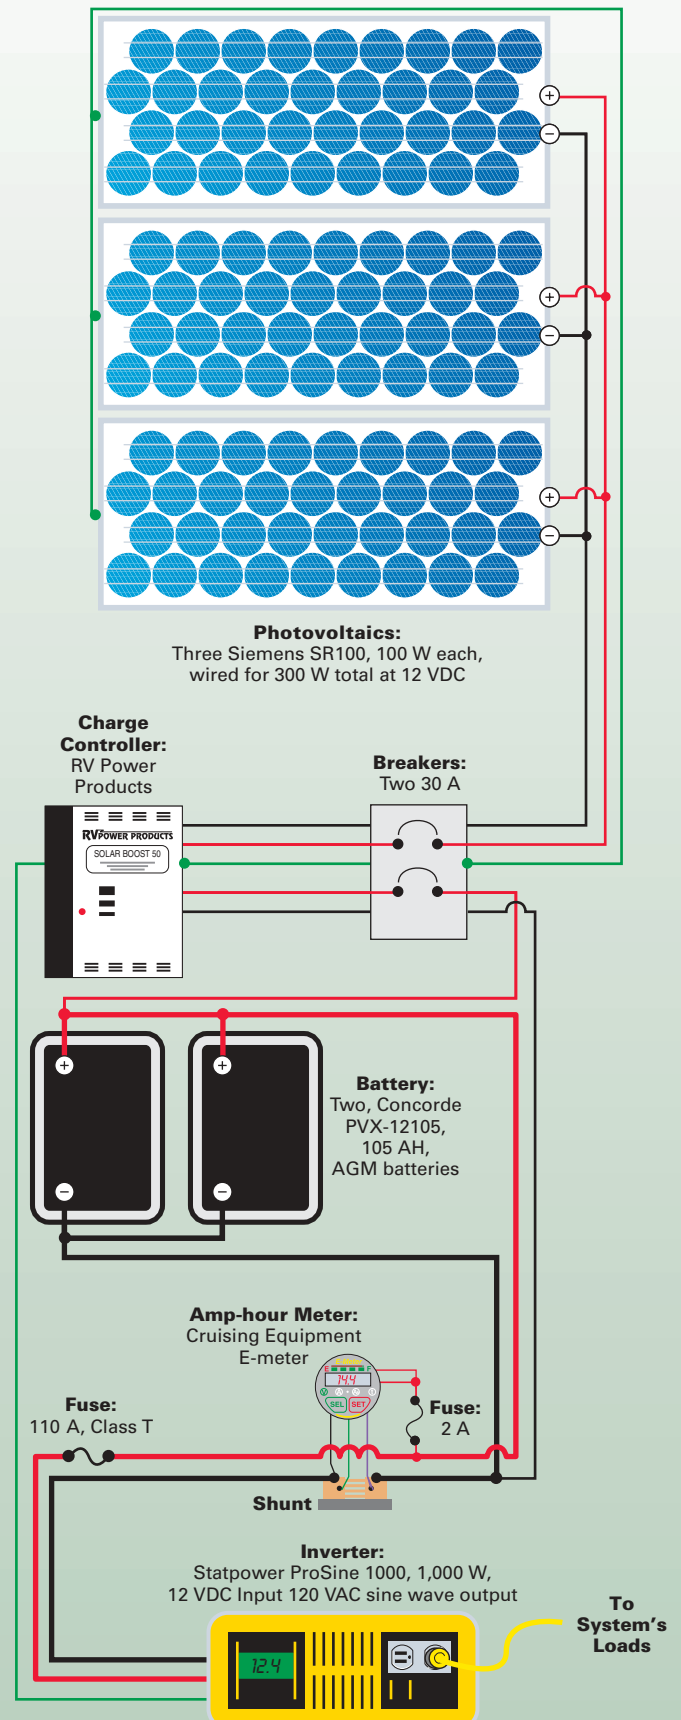 +
−
+
−
+
−
Photovoltaics:
Three Siemens SR100, 100 W each,
wired for 300 W total at 12 VDC
Charge
Controller:
RV Power
Products
Breakers:
Two 30 A
RV POWER PRODUCTS
SOLAR BOOST 50
+
+
−
−
Battery:
Two, Concorde
PVX-12105,
105 AH,
AGM batteries
Amp-hour Meter:
Cruising Equipment
E-meter
E F
14.4
V A A
SEL SET
Fuse:
110 A, Class T
Fuse:
2 A
Shunt
Inverter:
Statpower ProSine 1000, 1,000 W,
12 VDC Input 120 VAC sine wave output
To
System's
Loads
12.4